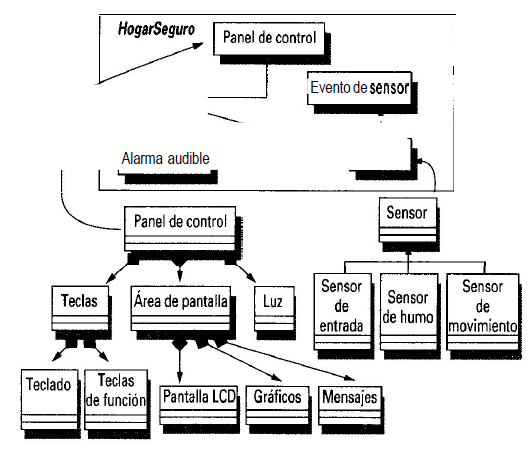 HogarSeguro
Panel de control
Evento de sensor
Alarma audible
Panel de control
Sensor
Teclas
Área de pantalla
Luz
Sensor
de
entrada
Sensor
de humo
Sensor
de
movimiento
Teclado
Teclas
de función
Pantalla LCD
Gráficos
Mensajes